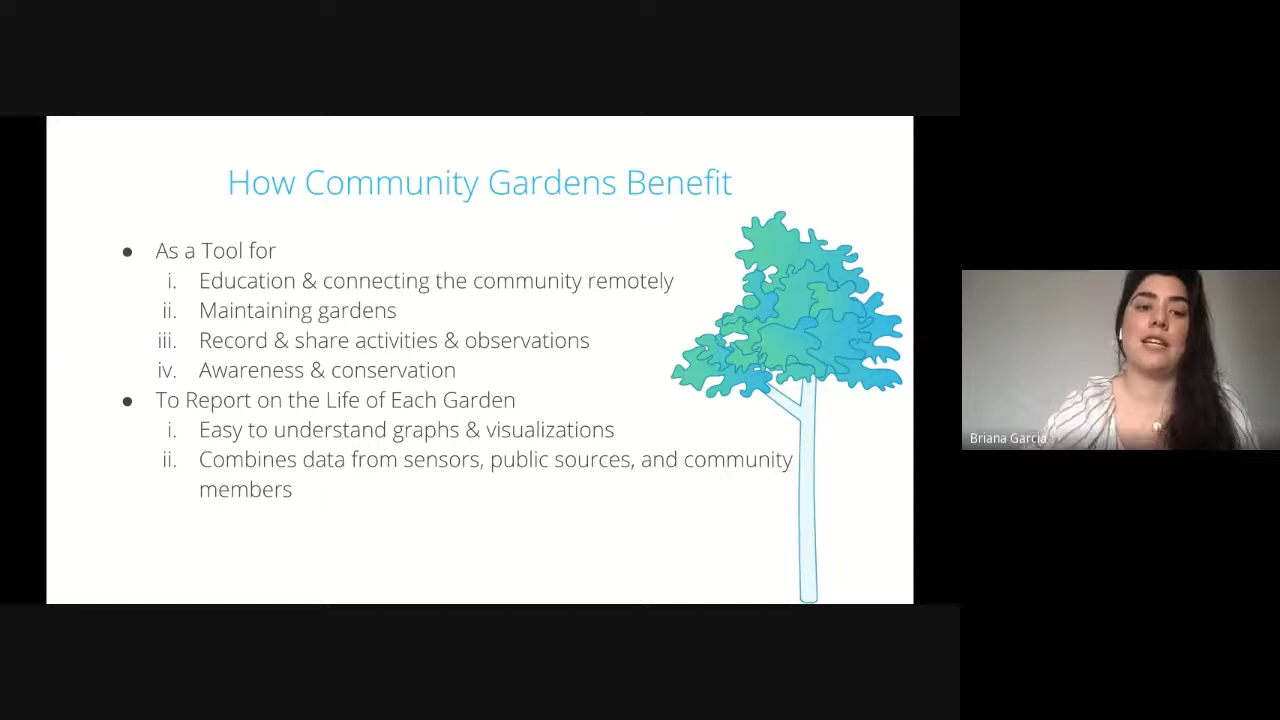 How Community Gardens Benefit
● As a Tool for
i. Education & connecting the community remotely
ii. Maintaining gardens
iii. Record & share activities & observations
iv. Awareness & conservation
● To Report on the Life of Each Garden
i. Easy to understand graphs & visualizations
ii. Combines data from sensors, public sources, and community
members
Briana Garcia